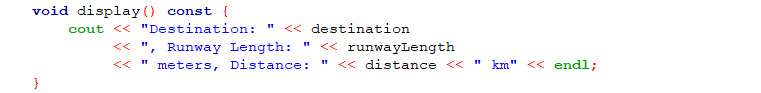 void display() const {
cout << "Destination: " << destination
<< ", Runway Length: " << runwayLength
<< " meters, Distance: " << distance << " km" << endl;
}